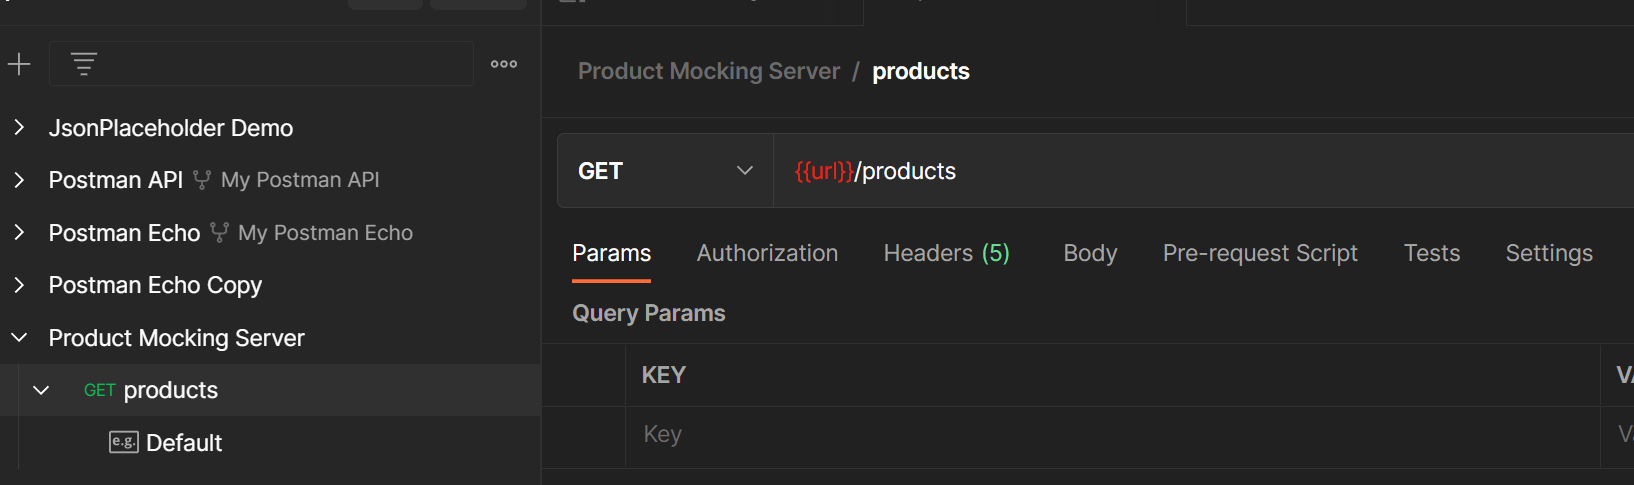 JsonPlaceholder Demo
Postman API My Postman API
Postman Echo My Postman Echo
Postman Echo Copy
Product Mocking Server
GET products
e.g. Default
Product Mocking Server / products
GET {{url}}/products
Params Authorization Headers (5) Body Pre-request Script Tests Settings
Query Params
KEY
Key